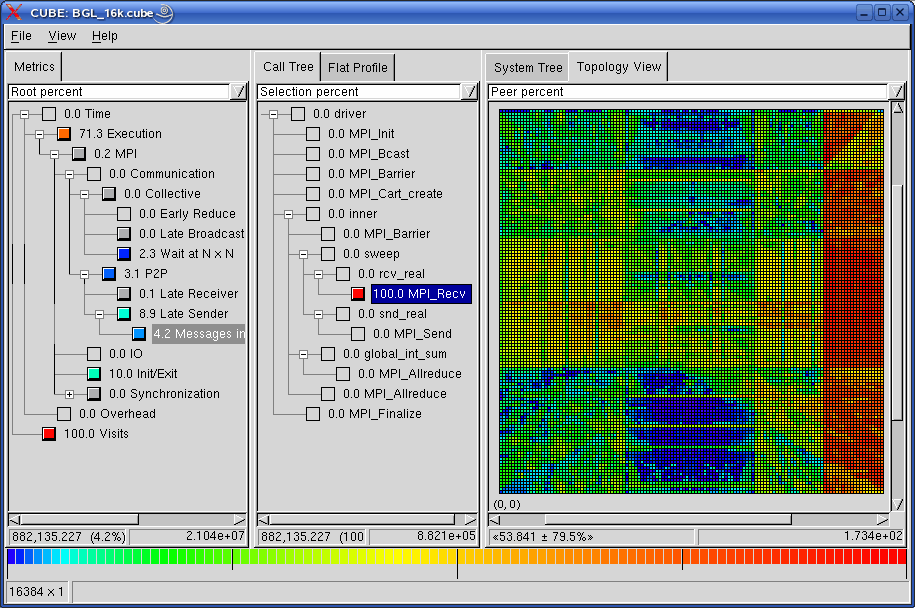 CUBE: BGL_16k.cube
File View Help
Metrics
Call Tree Flat Profile
System Tree Topology View
Root percent
Selection percent
Peer percent
0.0 Time
71.3 Execution
0.2 MPI
0.0 Communication
0.0 Collective
0.0 Early Reduce
0.0 Late Broadcast
2.3 Wait at N x N
3.1 P2P
0.1 Late Receiver
8.9 Late Sender
4.2 Messages in
0.0 IO
10.0 Init/Exit
0.0 Synchronization
0.0 Overhead
100.0 Visits
0.0 driver
0.0 MPI_Init
0.0 MPI_Bcast
0.0 MPI_Barrier
0.0 MPI_Cart_create
0.0 inner
0.0 MPI_Barrier
0.0 sweep
0.0 rcv_real
100.0 MPI_Recv
0.0 snd_real
0.0 MPI_Send
0.0 global_int_sum
0.0 MPI_Allreduce
0.0 MPI_Allreduce
0.0 MPI_Finalize
(0, 0)
882,135.227 (4.2%) 2.104e+07
882,135.227 (100 8.821e+05
«53.841 ± 79.5%» 1.734e+02
16384 × 1